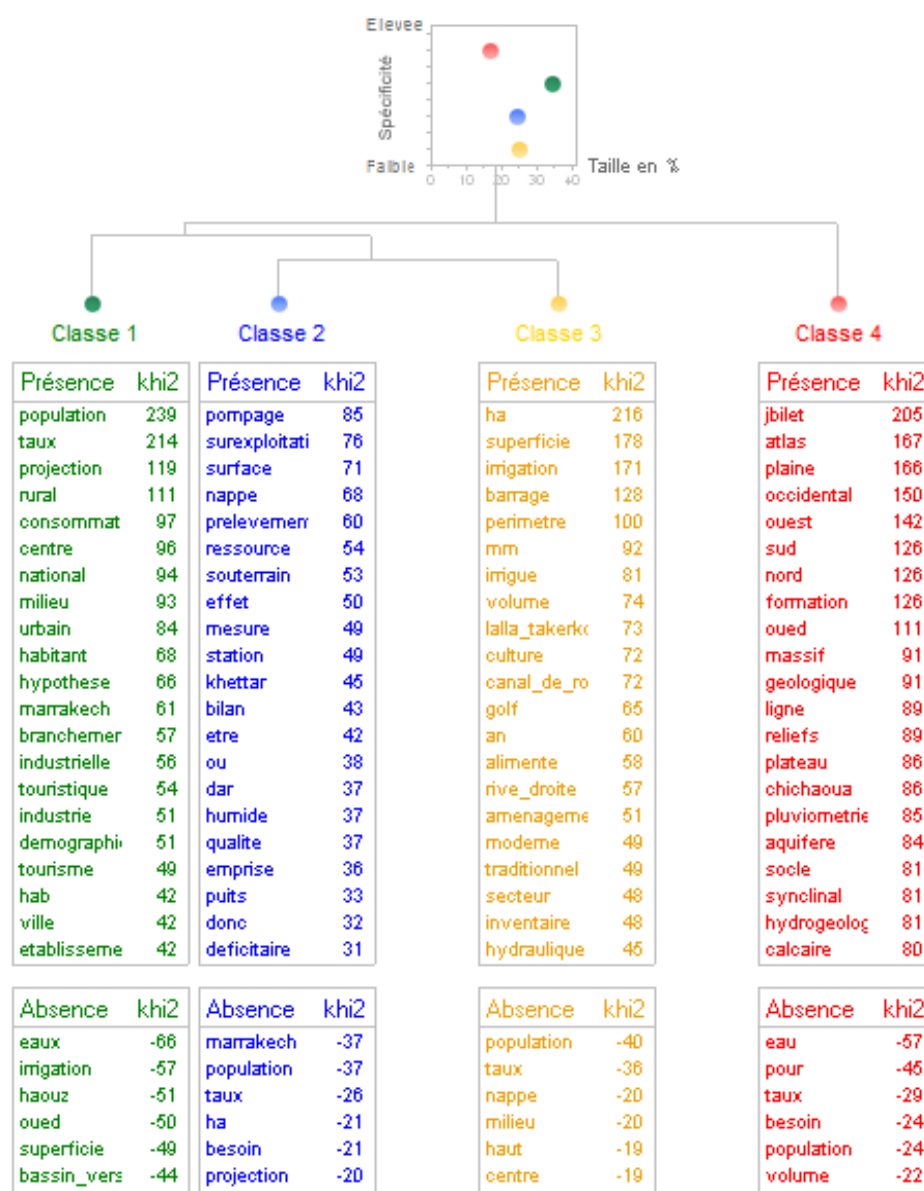 Elevee
Spécificité
Faible
0 10 20 30 40
Taille en %
Classe 1
Présence khi2
population 239
taux 214
projection 119
rural 111
consommat 97
centre 96
national 94
milieu 93
urbain 84
habitant 68
hypothese 66
marrakech 61
branchemer 57
industrielle 56
touristique 54
industrie 51
demographi 51
tourisme 49
hab 42
ville 42
etablisseme 42
Absence khi2
eaux -66
irrigation -57
haouz -51
oued -50
superficie -49
bassin_vers -44
Classe 2
Présence khi2
pompage 85
surexploitati 76
surface 71
nappe 68
prelevemen 60
ressource 54
souterrain 53
effet 50
mesure 49
station 49
khettar 45
bilan 43
etre 42
ou 38
dar 37
humide 37
qualite 37
emprise 36
puits 33
donc 32
deficitaire 31
Absence khi2
marrakech -37
population -37
taux -26
ha -21
besoin -21
projection -20
Classe 3
Présence khi2
ha 216
superficie 178
irrigation 171
barrage 128
perimetre 100
mm 92
irrigue 81
volume 74
lalla_takerko 73
culture 72
canal_de_ro 72
golf 65
an 60
alimente 58
rive_droite 57
amenageme 51
moderne 49
traditionnel 49
secteur 48
inventaire 48
hydraulique 45
Absence khi2
population -40
taux -36
nappe -20
milieu -20
haut -19
centre -19
Classe 4
Présence khi2
jbilet 205
atlas 167
plaine 166
occidental 150
ouest 142
sud 126
nord 126
formation 126
oued 111
massif 91
geologique 91
ligne 89
reliefs 89
plateau 86
chichaoua 86
pluviometrie 85
aquifere 84
socle 81
synclinal 81
hydrogeolog 81
calcaire 80
Absence khi2
eau -57
pour -45
taux -29
besoin -24
population -24
volume -22